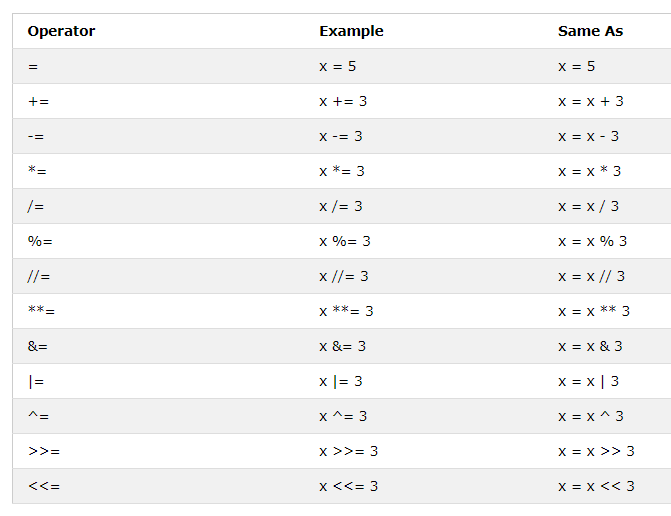 Operator Example Same As
= x = 5 x = 5
+= x += 3 x = x + 3
-= x -= 3 x = x - 3
*= x *= 3 x = x * 3
/= x /= 3 x = x / 3
%= x %= 3 x = x % 3
//= x //= 3 x = x // 3
**= x **= 3 x = x ** 3
&= x &= 3 x = x & 3
|= x |= 3 x = x | 3
^= x ^= 3 x = x ^ 3
>>= x >>= 3 x = x >> 3
<<= x <<= 3 x = x << 3